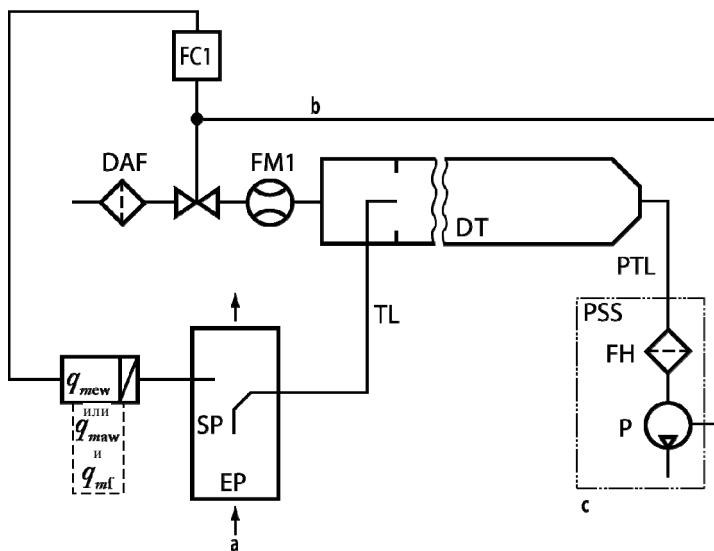 FC1
b
DAF
FM1
DT
PTL
TL
PSS
FH
q_mew
или
q_maw
и
q_mf
SP
P
EP
c
a